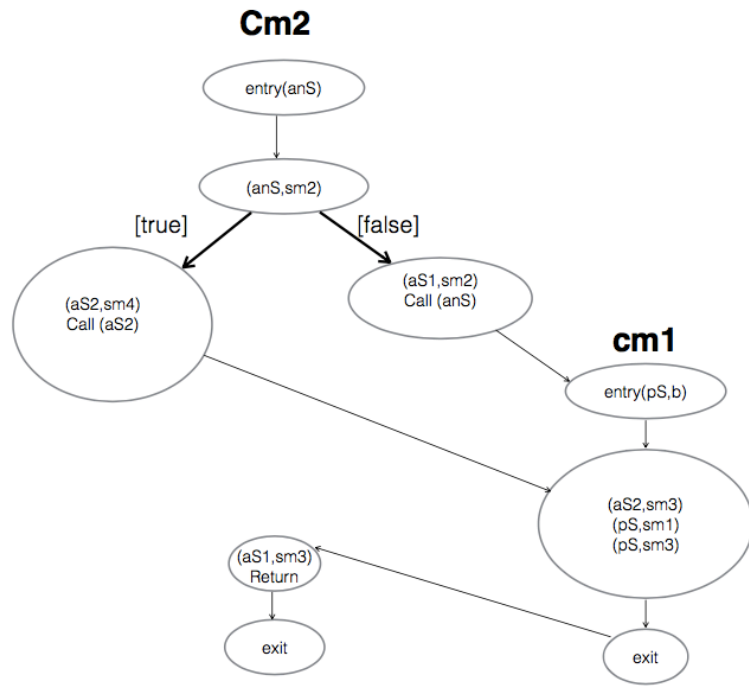 Cm2
entry(anS)
(anS,sm2)
[true]
[false]
(aS2,sm4)
Call (aS2)
(aS1,sm2)
Call (anS)
cm1
entry(pS,b)
(aS2,sm3)
(pS,sm1)
(pS,sm3)
(aS1,sm3)
Return
exit
exit